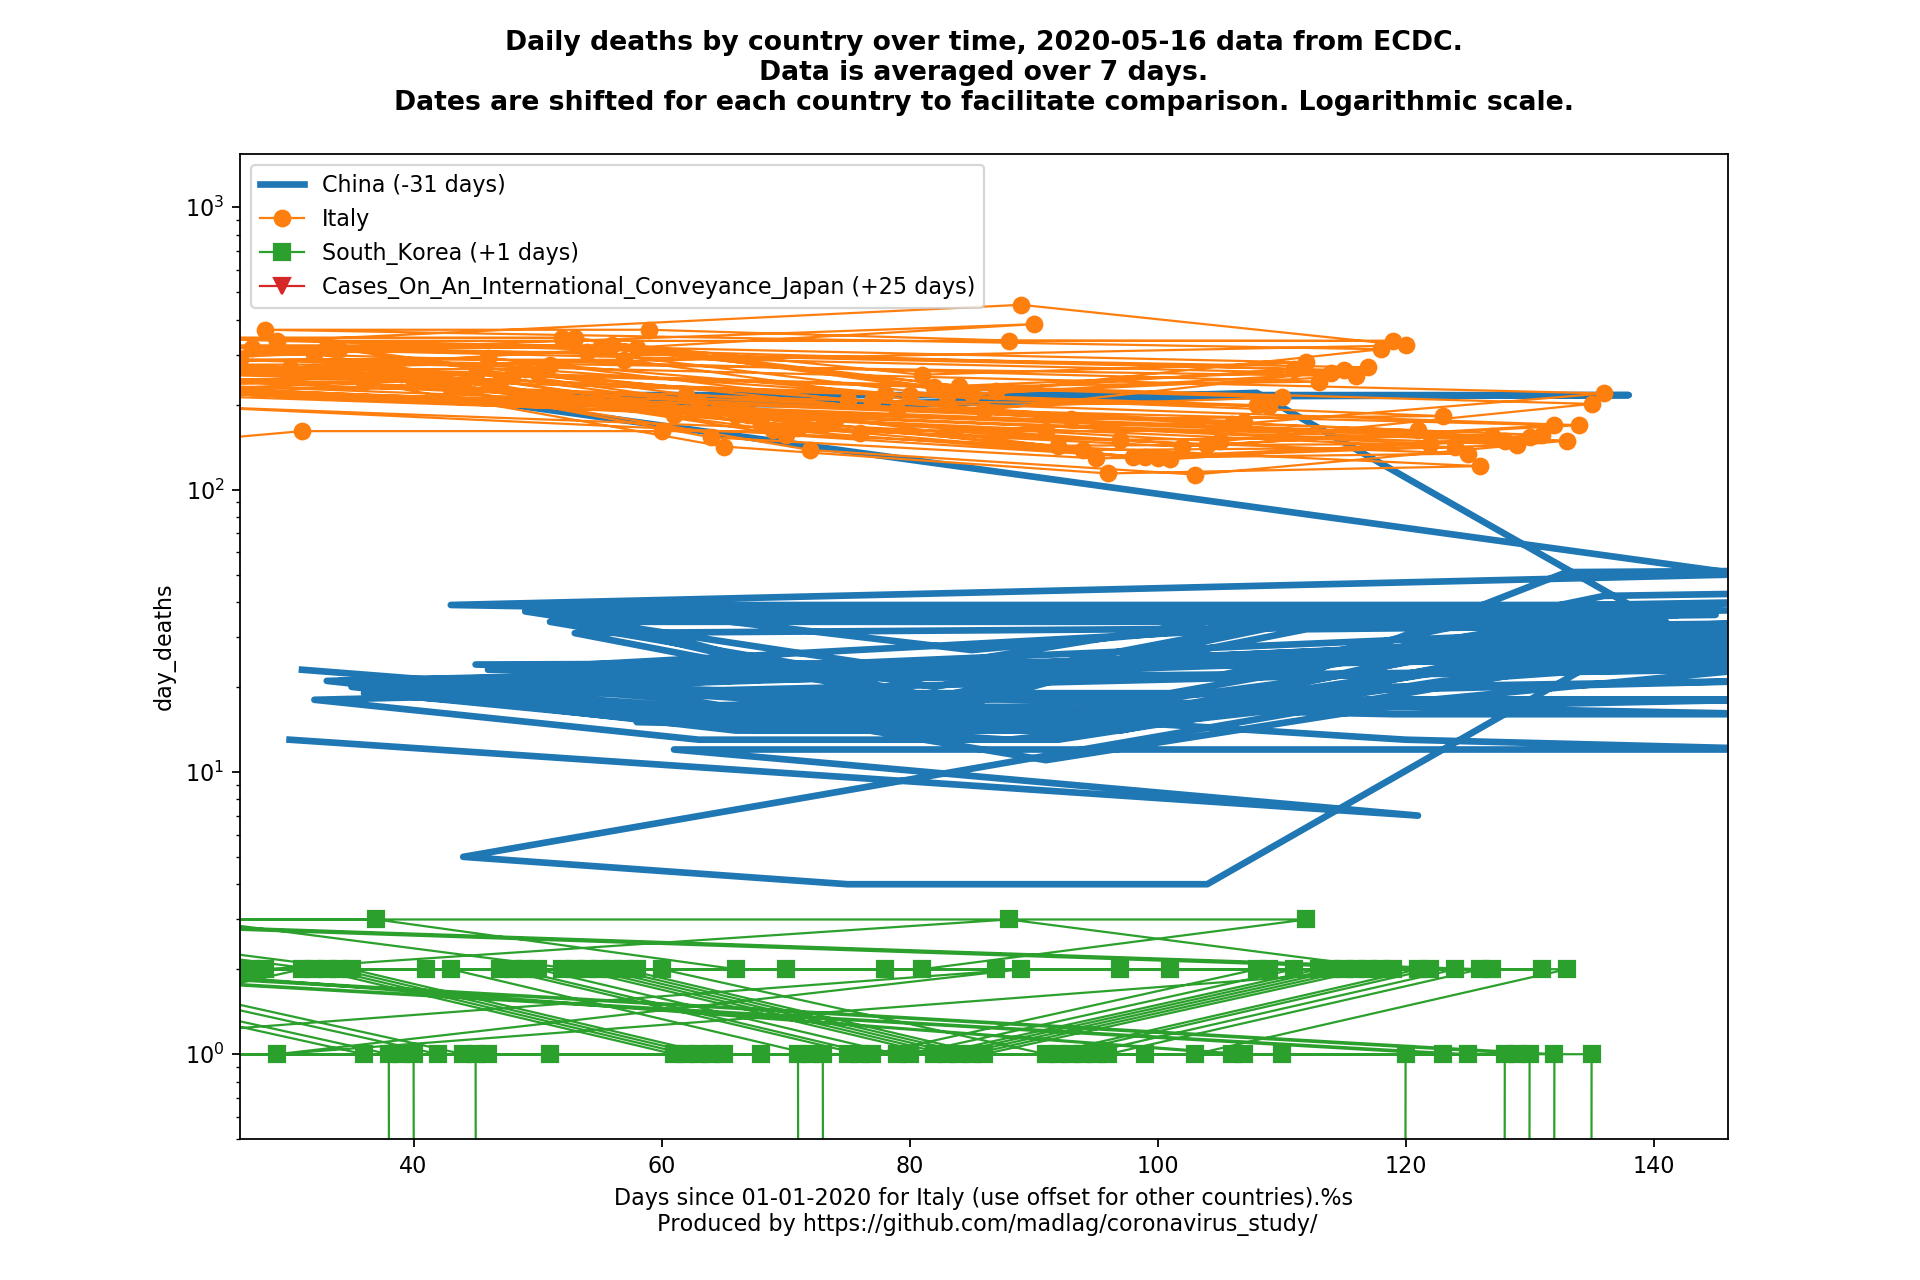 Daily deaths by country over time, 2020-05-16 data from ECDC.
Data is averaged over 7 days.
Dates are shifted for each country to facilitate comparison. Logarithmic scale.
China (-31 days)
Italy
South_Korea (+1 days)
Cases_On_An_International_Conveyance_Japan (+25 days)
10³
10²
10¹
10⁰
day_deaths
40 60 80 100 120 140
Days since 01-01-2020 for Italy (use offset for other countries).%s
Produced by https://github.com/madlag/coronavirus_study/